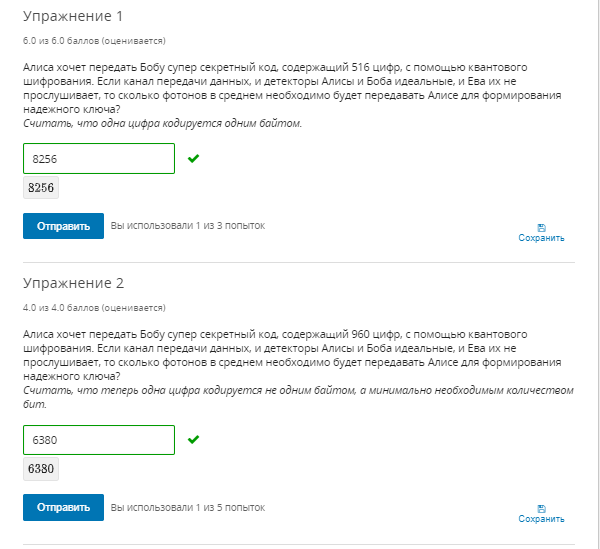 Упражнение 1
6.0 из 6.0 баллов (оценивается)
Алиса хочет передать Бобу супер секретный код, содержащий 516 цифр, с помощью квантового
шифрования. Если канал передачи данных, и детекторы Алисы и Боба идеальные, и Ева их не
прослушивает, то сколько фотонов в среднем необходимо будет передавать Алисе для формирования
надежного ключа?
Считать, что одна цифра кодируется одним байтом.
8256
8256
Отправить
Вы использовали 1 из 3 попыток
Сохранить
Упражнение 2
4.0 из 4.0 баллов (оценивается)
Алиса хочет передать Бобу супер секретный код, содержащий 960 цифр, с помощью квантового
шифрования. Если канал передачи данных, и детекторы Алисы и Боба идеальные, и Ева их не
прослушивает, то сколько фотонов в среднем необходимо будет передавать Алисе для формирования
надежного ключа?
Считать, что теперь одна цифра кодируется не одним байтом, а минимально необходимым количеством
бит.
6380
6380
Отправить
Вы использовали 1 из 5 попыток
Сохранить